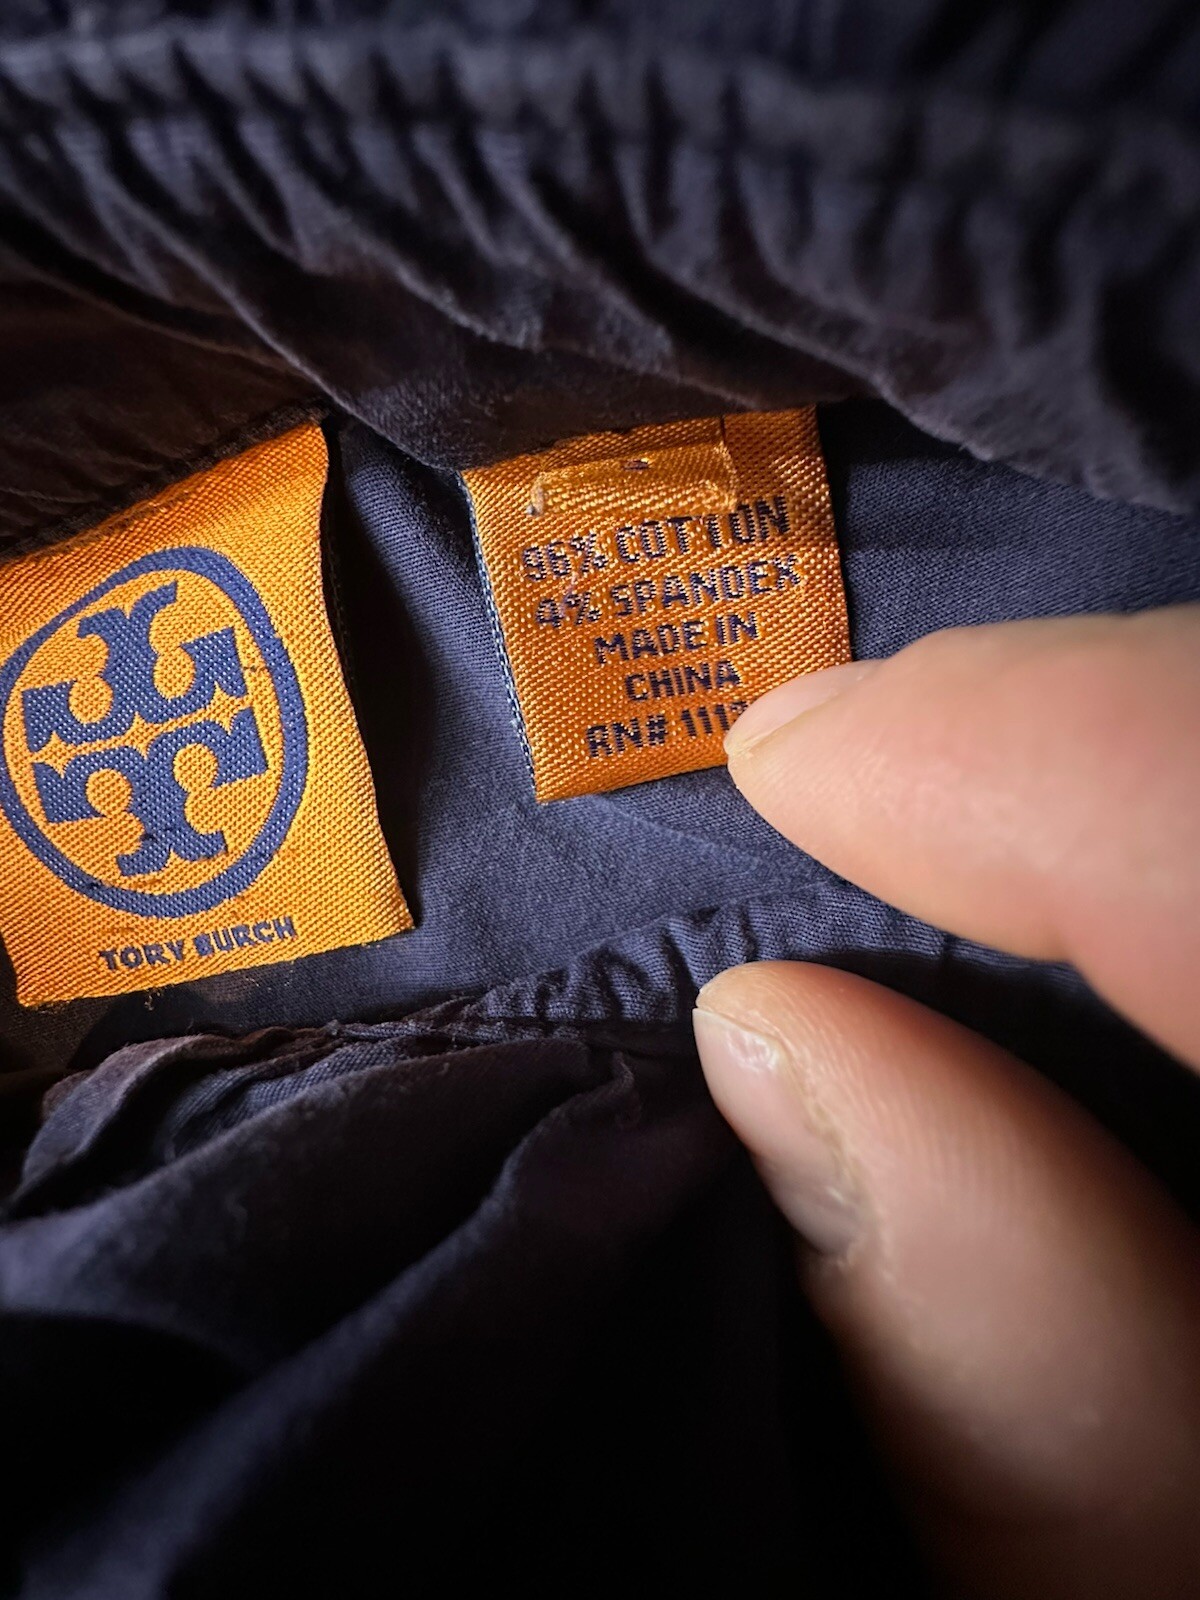 TORY BURCH
96% COTTON
4% SPANDEX
MADE IN
CHINA
RN#